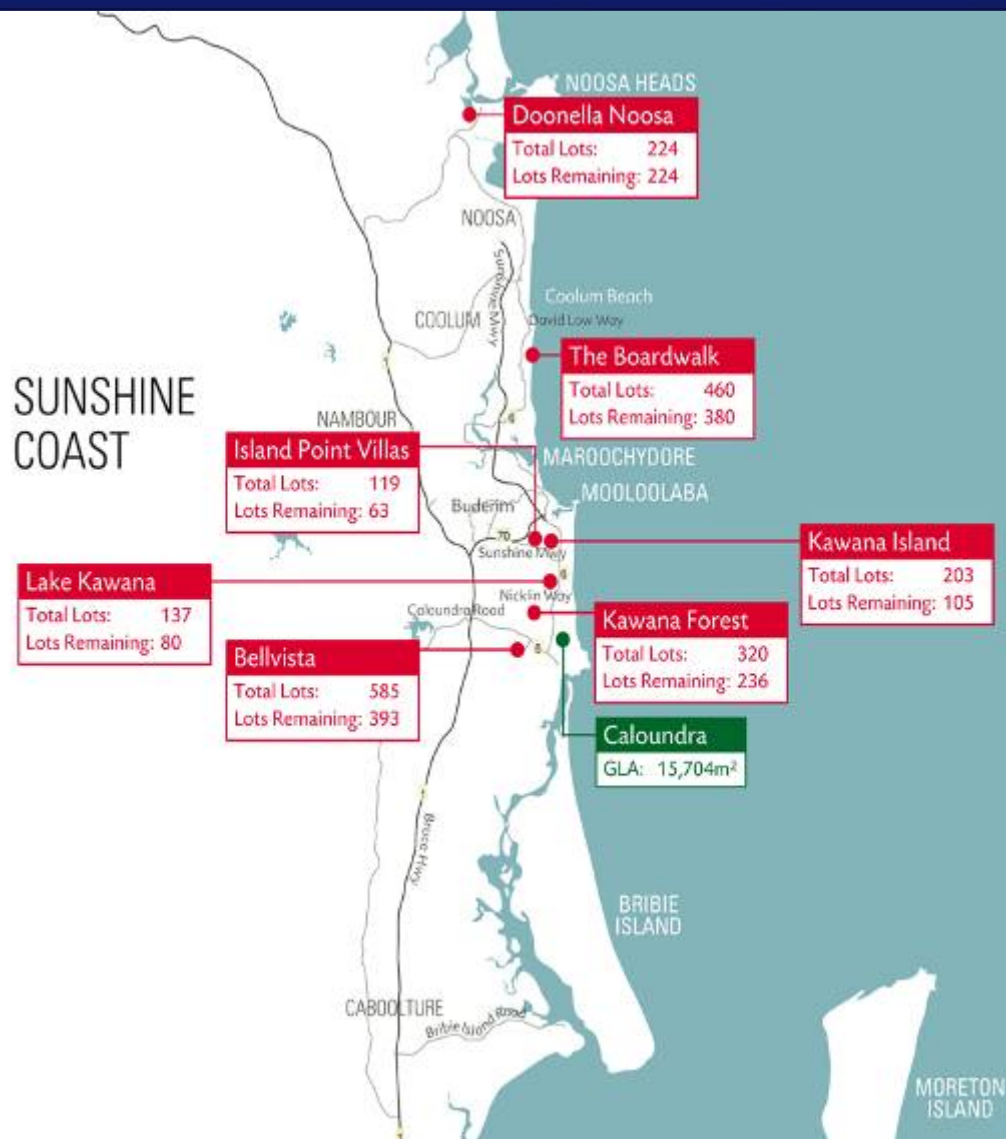 NOOSA HEADS
Doonella Noosa
Total Lots: 224
Lots Remaining: 224
NOOSA
Sunshine Mwy
Coolum Beach
COOLUM
David Low Way
The Boardwalk
Total Lots: 460
Lots Remaining: 380
SUNSHINE
COAST
NAMBOUR
6
Island Point Villas
Total Lots: 119
Lots Remaining: 63
MAROOCHYDORE
MOOLOOLABA
Buderim
70
Sunshine Mwy
Kawana Island
Total Lots: 203
Lots Remaining: 105
Lake Kawana
Total Lots: 137
Lots Remaining: 80
6
Nicklin Way
Caloundra Road
Kawana Forest
Total Lots: 320
Lots Remaining: 236
Bellvista
Total Lots: 585
Lots Remaining: 393
6
Caloundra
GLA: 15,704m²
Bruce Hwy
BRIBIE
ISLAND
CABOOLTURE
Bribie Island Road
MORETON
ISLAND